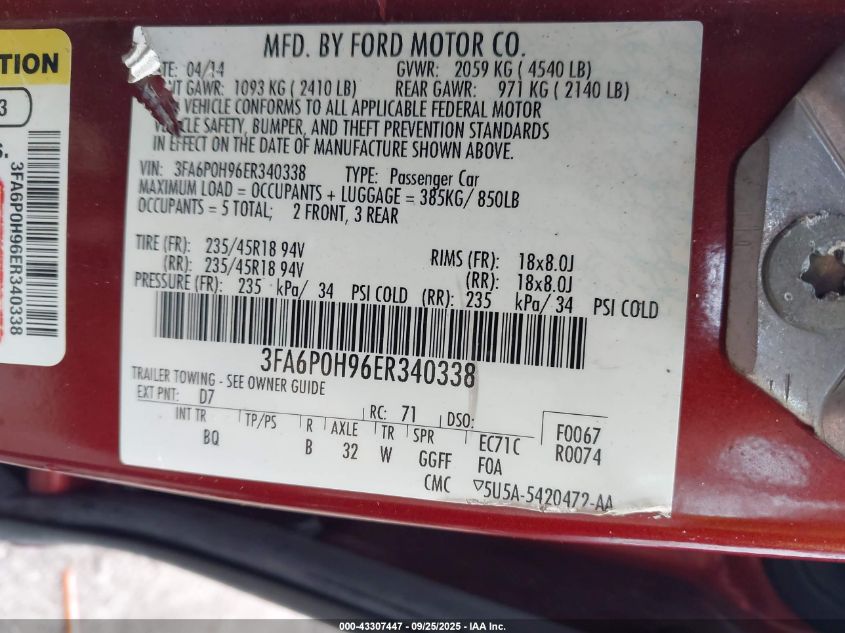 TION
3
S.
3FA6P0H96ER340338
MFD. BY FORD MOTOR CO.
04/14
GVWR: 2059 KG (4540 LB)
GAWR: 1093 KG (2410 LB)
REAR GAWR: 971 KG (2140 LB)
VEHICLE CONFORMS TO ALL APPLICABLE FEDERAL MOTOR
VEHICLE SAFETY, BUMPER, AND THEFT PREVENTION STANDARDS
IN EFFECT ON THE DATE OF MANUFACTURE SHOWN ABOVE.
VIN: 3FA6P0H96ER340338 TYPE: Passenger Car
MAXIMUM LOAD = OCCUPANTS + LUGGAGE = 385KG/ 850LB
OCCUPANTS = 5 TOTAL; 2 FRONT, 3 REAR
TIRE (FR): 235/45R18 94V RIMS (FR): 18x8.0J
(RR): 235/45R18 94V (RR): 18x8.0J
PRESSURE (FR): 235 kPa/ 34 PSI COLD (RR): 235 kPa/ 34 PSI COLD
3FA6P0H96ER340338
TRAILER TOWING - SEE OWNER GUIDE
EXT PNT: D7 RC: 71 DSO: F0067
INT TR TP/PS R AXLE TR SPR EC71C R0074
BQ B 32 W GGFF FOA
CMC ▽5U5A-5420472-AA
000-43307447 - 09/25/2025 - IAA Inc.